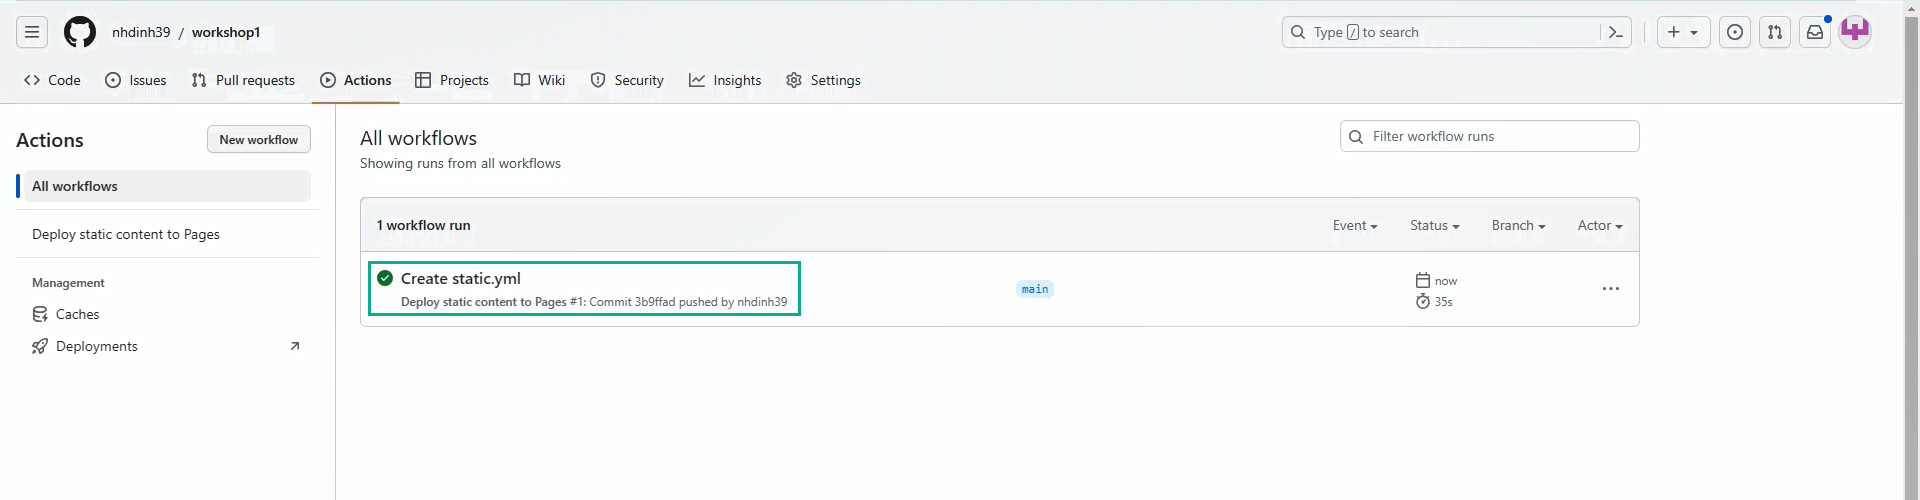 nhdinh39 / workshop1
Type / to search
Code Issues Pull requests Actions Projects Wiki Security Insights Settings
Actions
New workflow
All workflows
Deploy static content to Pages
Management
Caches
Deployments
All workflows
Showing runs from all workflows
Filter workflow runs
1 workflow run
Event Status Branch Actor
Create static.yml
Deploy static content to Pages #1: Commit 3b9ffad pushed by nhdinh39
main
now
35s